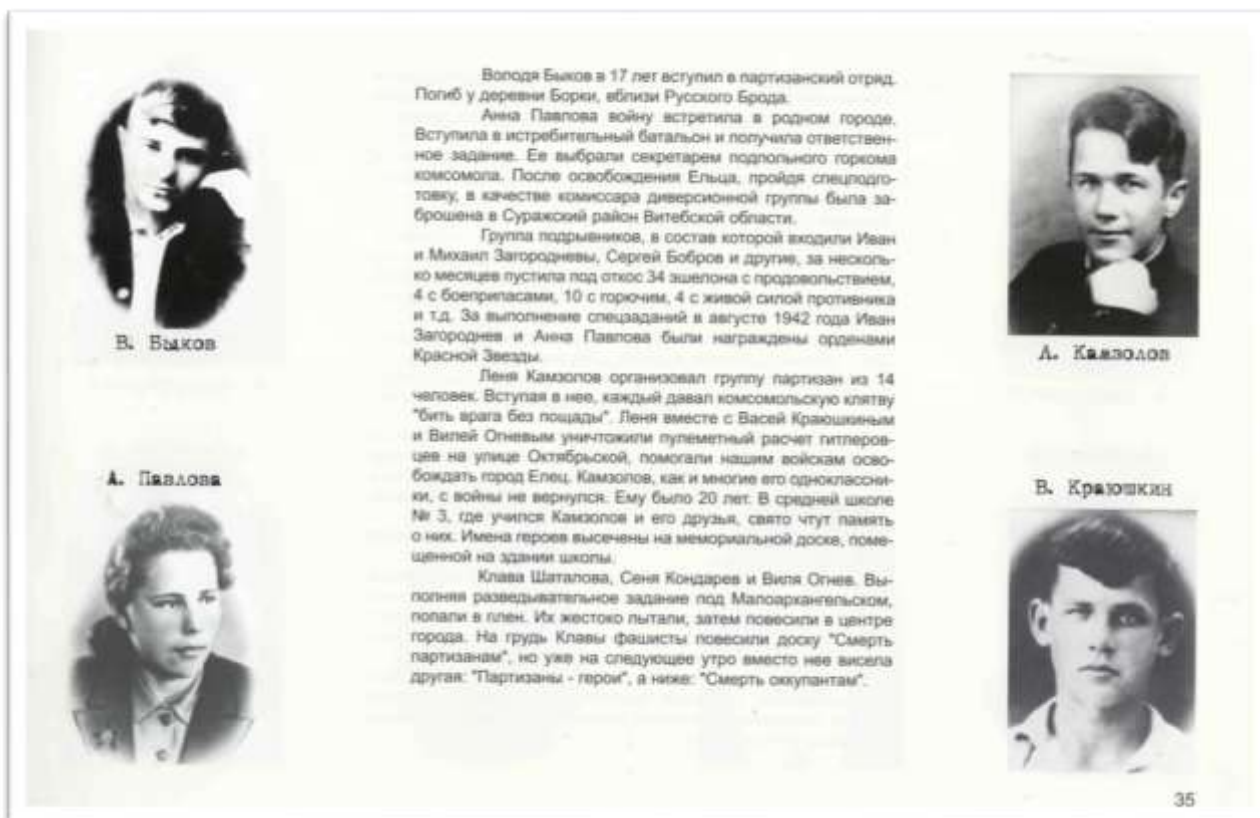 В. Быков
А. Павлова
Володя Быков в 17 лет вступил в партизанский отряд.
Погиб у деревни Борки, вблизи Русского Брода.
Анна Павлова войну встретила в родном городе.
Вступила в истребительный батальон и получила ответствен-
ное задание. Ее выбрали секретарем подпольного горкома
комсомола. После освобождения Ельца, пройдя спецподго-
товку, в качестве комиссара диверсионной группы была за-
брошена в Суражский район Витебской области.
Группа подрывников, в состав которой входили Иван
и Михаил Загородневы, Сергей Бобров и другие, за несколь-
ко месяцев пустила под откос 34 эшелона с продовольствием,
4 с боеприпасами, 10 с горючим, 4 с живой силой противника
и т.д. За выполнение спецзаданий в августе 1942 года Иван
Загороднев и Анна Павлова были награждены орденами
Красной Звезды.
Леня Камзолов организовал группу партизан из 14
человек. Вступая в нее, каждый давал комсомольскую клятву
"бить врага без пощады". Леня вместе с Васей Краюшкиным
и Вилей Огневым уничтожили пулеметный расчет гитлеров-
цев на улице Октябрьской, помогали нашим войскам осво-
бождать город Елец. Камзолов, как и многие его одноклассни-
ки, с войны не вернулся. Ему было 20 лет. В средней школе
№ 3, где учился Камзолов и его друзья, свято чтут память
о них. Имена героев высечены на мемориальной доске, поме-
щенной на здании школы.
Клава Шаталова, Сеня Кондарев и Виля Огнев. Вы-
полняя разведывательное задание под Малоархангельском,
попали в плен. Их жестоко пытали, затем повесили в центре
города. На грудь Клавы фашисты повесили доску "Смерть
партизанам", но уже на следующее утро вместо нее висела
другая: "Партизаны - герои", а ниже: "Смерть оккупантам".
Л. Камзолов
В. Краюшкин
35